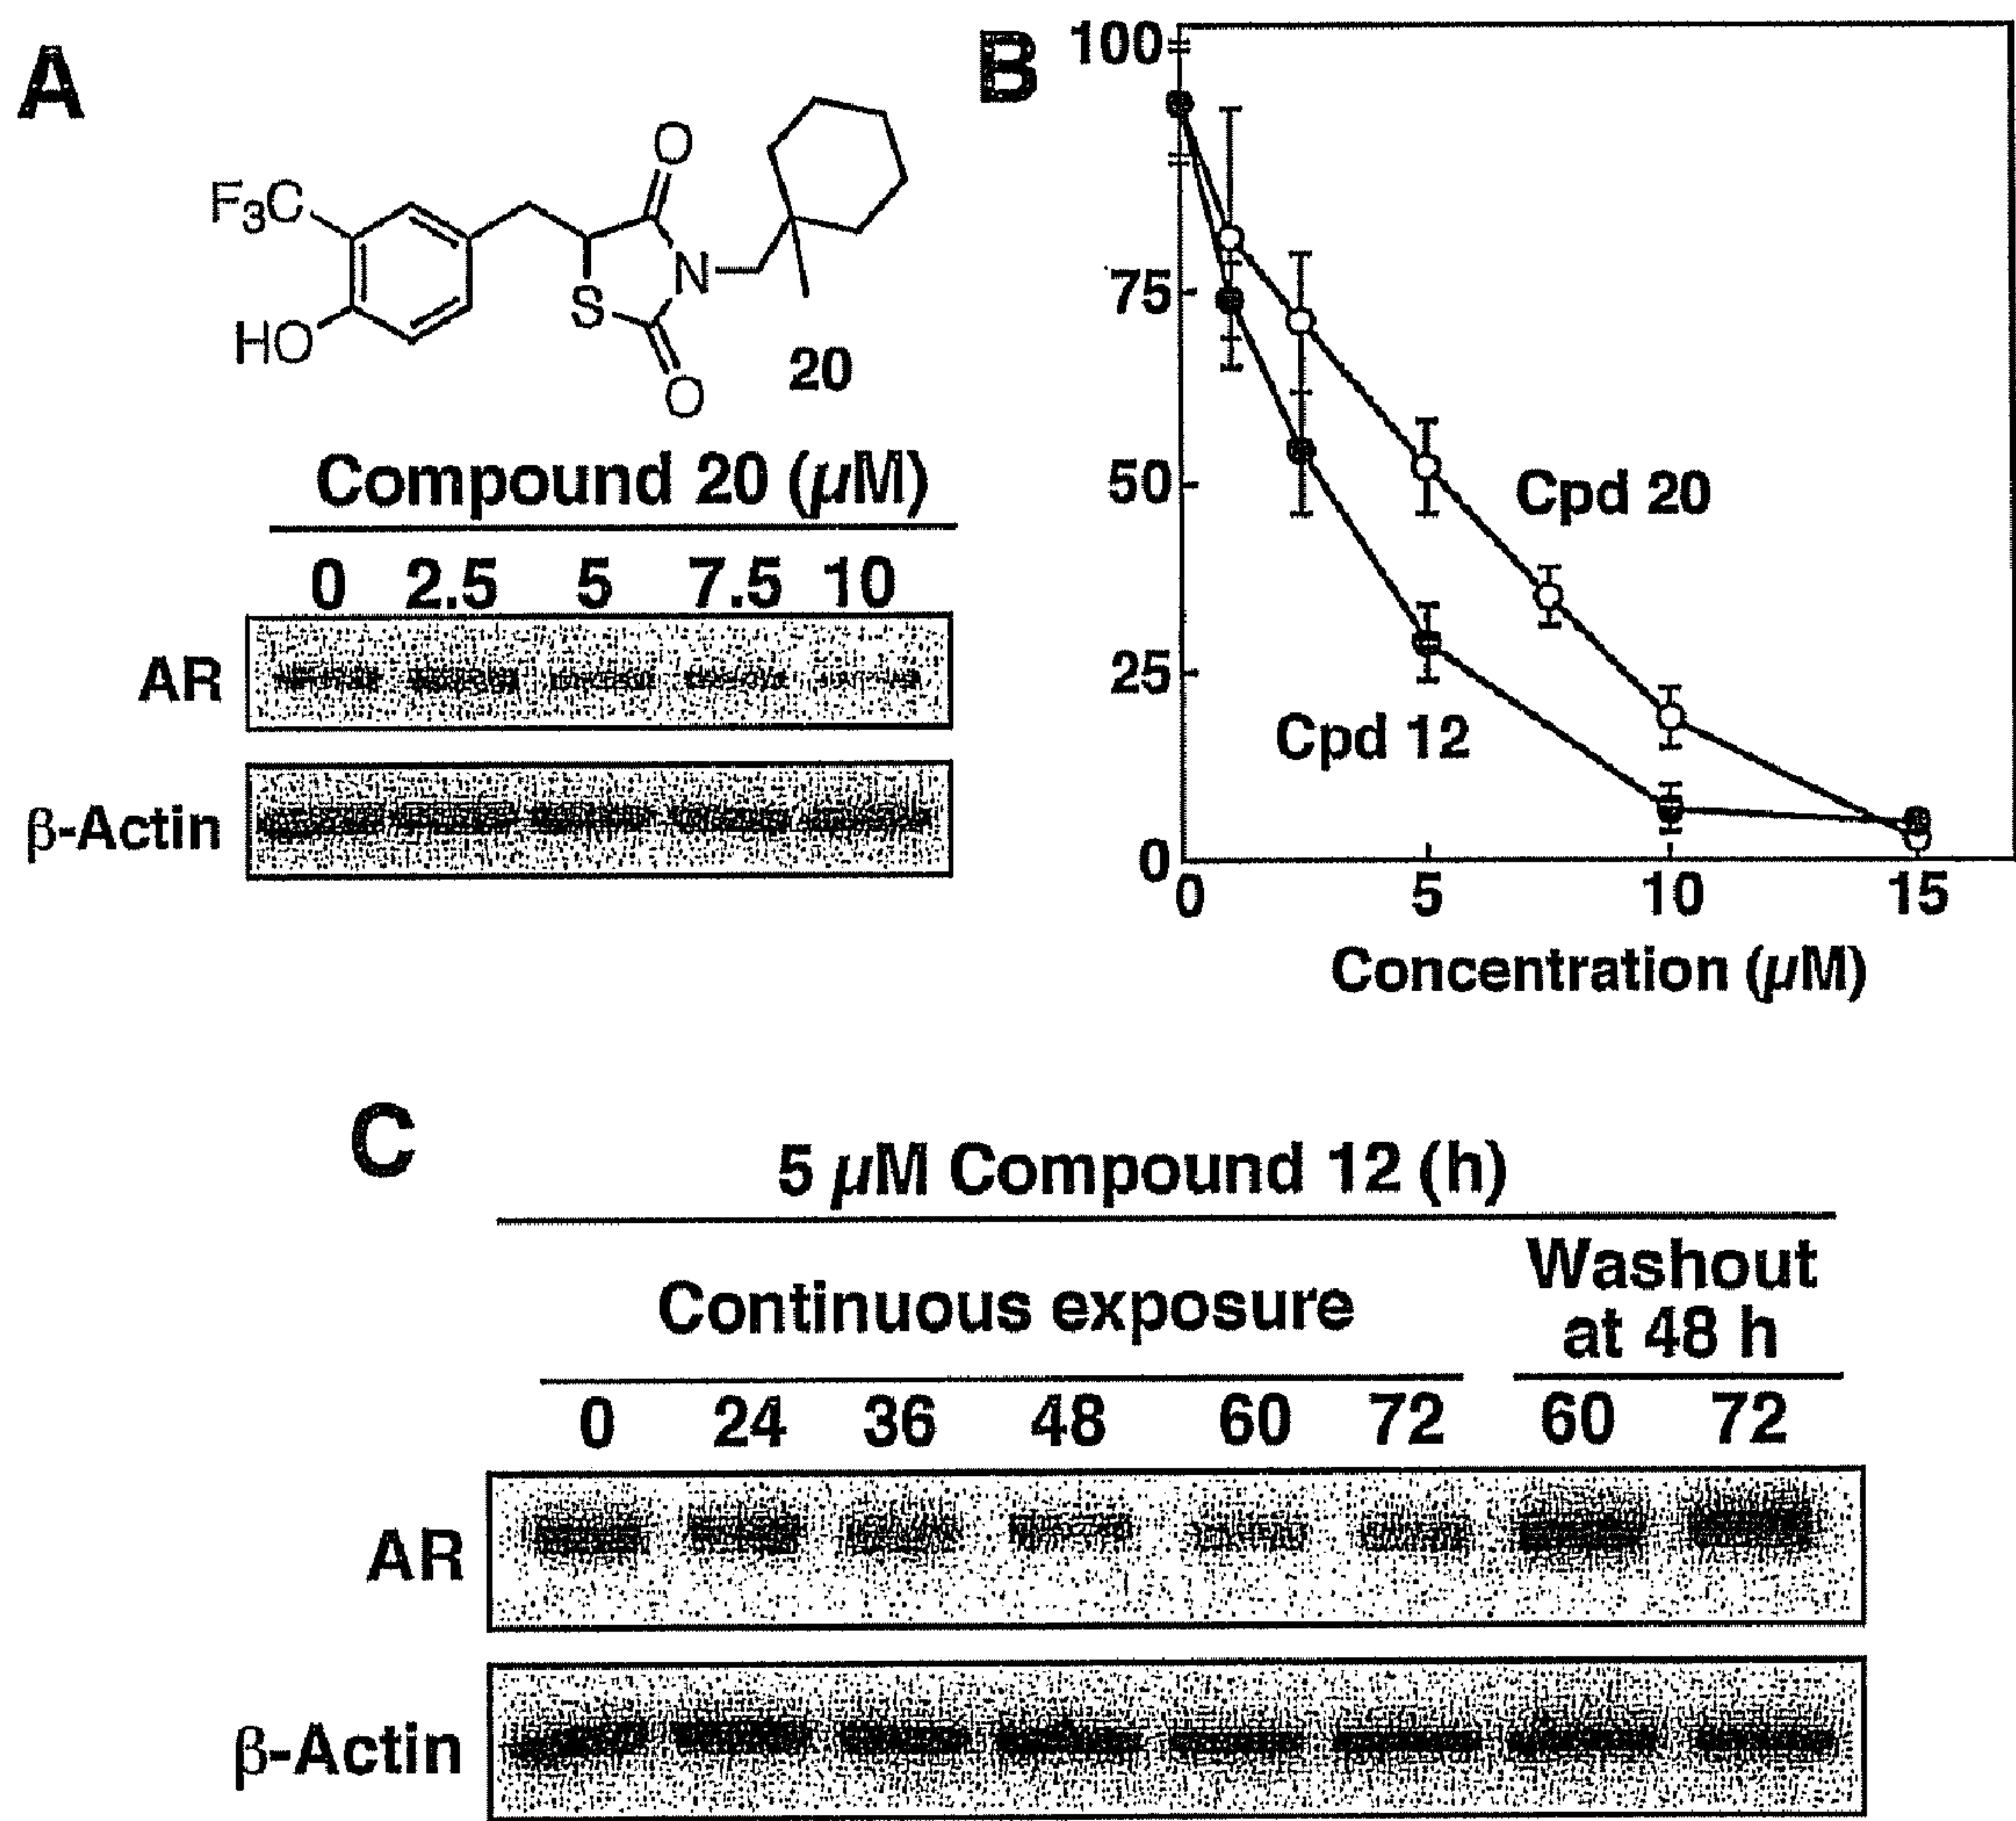 A
F3C
O
N
S
HO
O
20
Compound 20 (µM)
0 2.5 5 7.5 10
AR
β-Actin
B
100
75
50
25
0
Cpd 20
Cpd 12
0 5 10 15
Concentration (µM)
C
5 µM Compound 12 (h)
Continuous exposure
Washout
at 48 h
0 24 36 48 60 72 60 72
AR
β-Actin